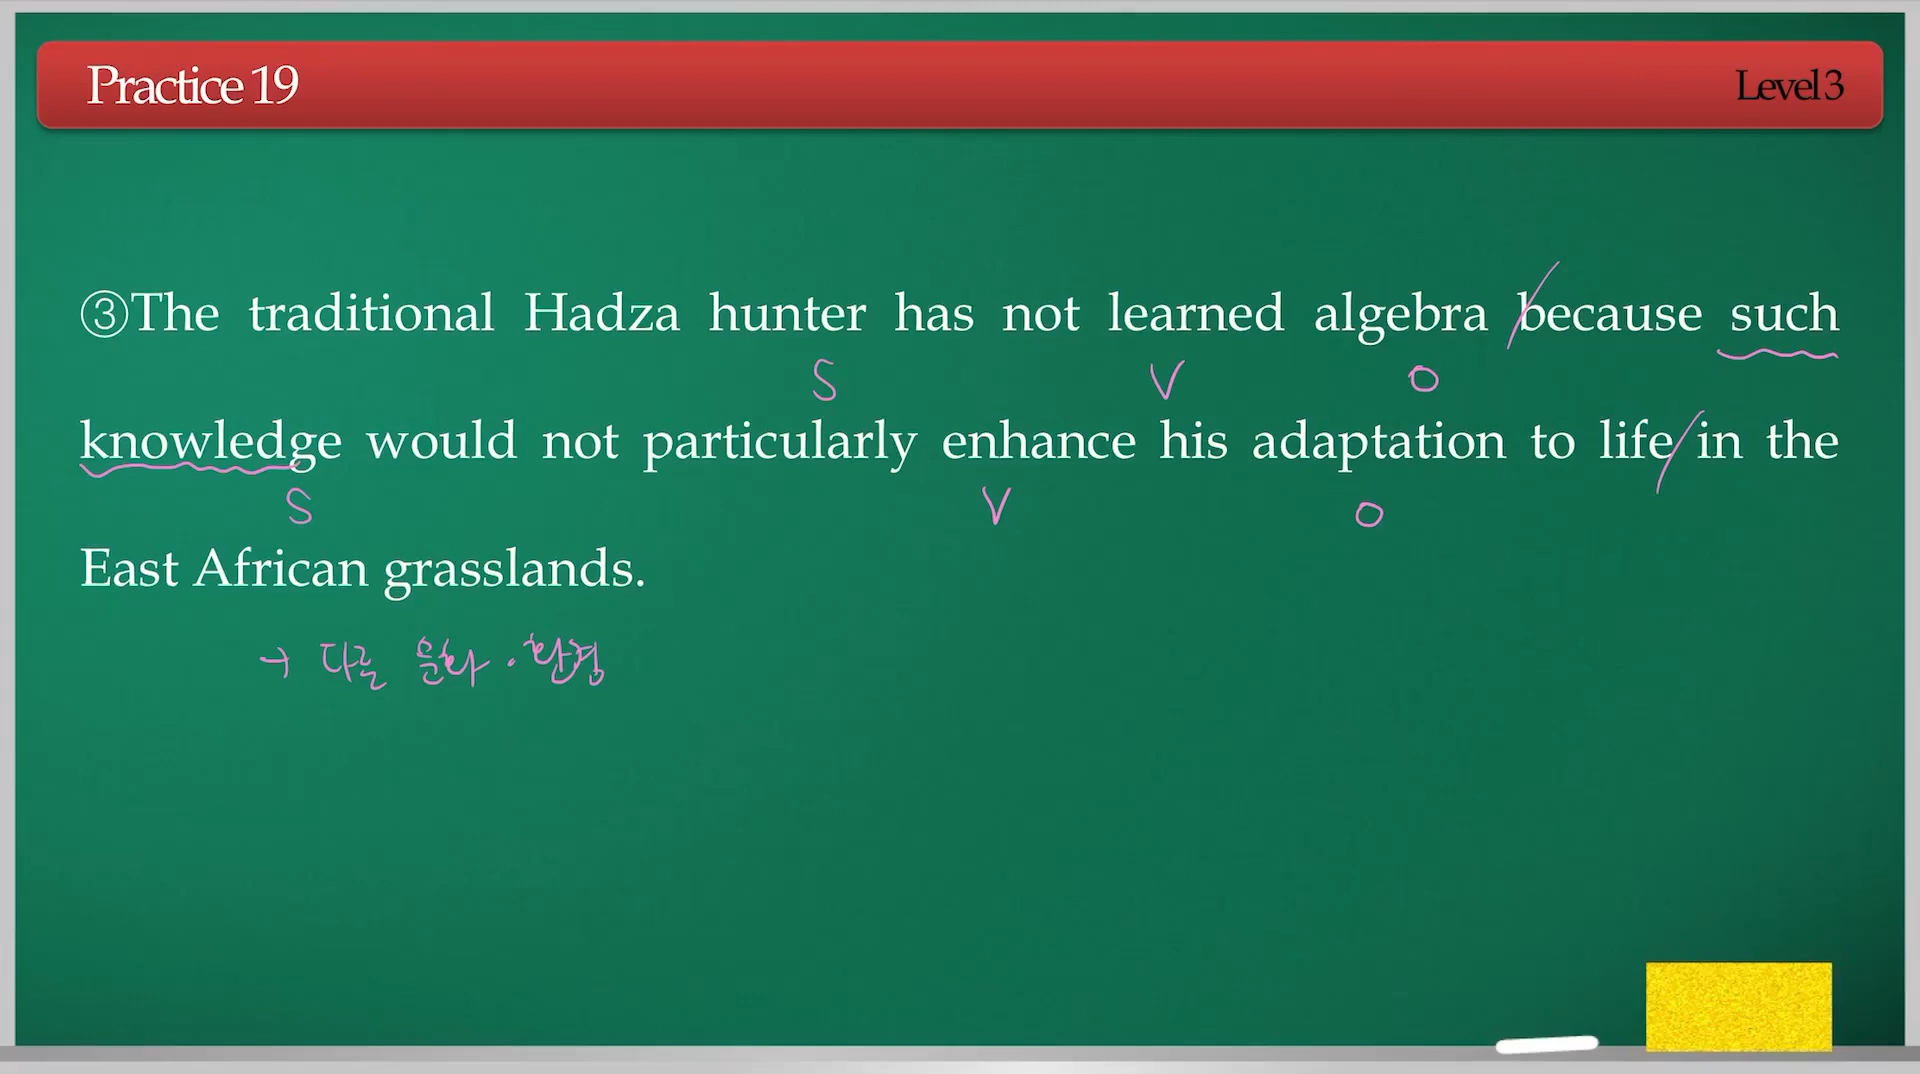 Practice 19
Level 3
③The traditional Hadza hunter has not learned algebra because such
S V O
knowledge would not particularly enhance his adaptation to life in the
S V O
East African grasslands.
→ 다른 문화 · 환경